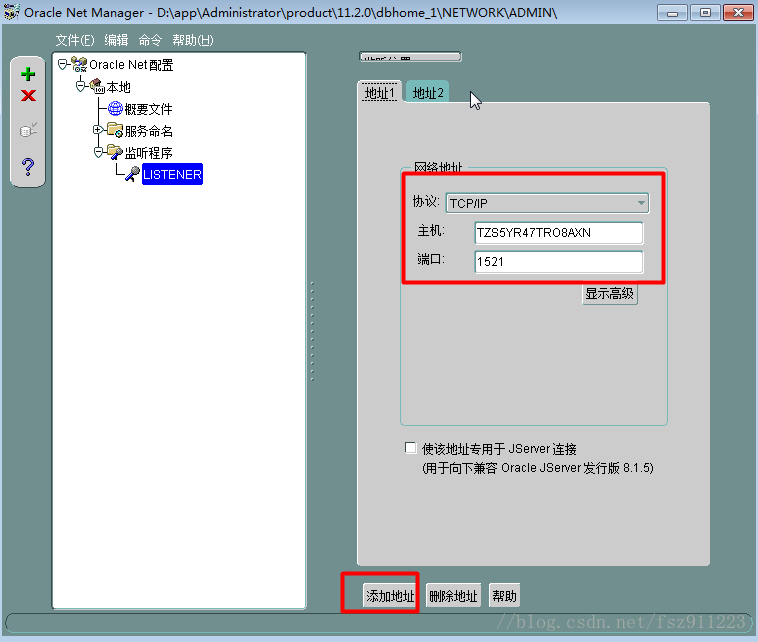 Oracle Net Manager - D:\app\Administrator\product\11.2.0\dbhome_1\NETWORK\ADMIN\
文件(F) 编辑 命令 帮助(H)
Oracle Net配置
本地
概要文件
服务命名
监听程序
LISTENER
监听位置
地址1 地址2
网络地址
协议: TCP/IP
主机: TZS5YR47TRO8AXN
端口: 1521
显示高级
使该地址专用于 JServer 连接
(用于向下兼容 Oracle JServer 发行版 8.1.5)
添加地址 删除地址 帮助
//blog.csdn.net/fsz911223